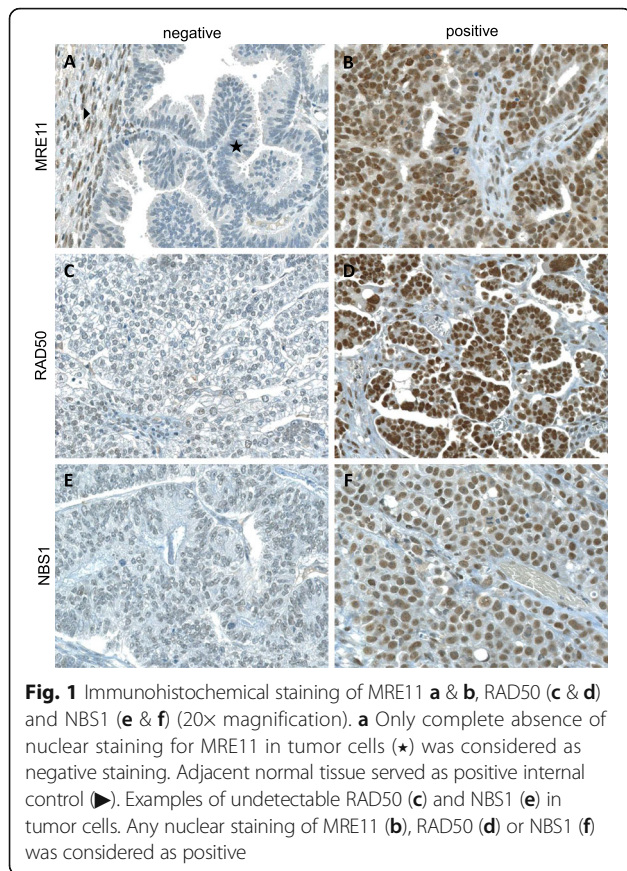 negative
positive
A
B
MRE11
C
D
RAD50
E
F
NBS1
Fig. 1 Immunohistochemical staining of MRE11 a & b, RAD50 (c & d)
and NBS1 (e & f) (20× magnification). a Only complete absence of
nuclear staining for MRE11 in tumor cells (★) was considered as
negative staining. Adjacent normal tissue served as positive internal
control (▶). Examples of undetectable RAD50 (c) and NBS1 (e) in
tumor cells. Any nuclear staining of MRE11 (b), RAD50 (d) or NBS1 (f)
was considered as positive